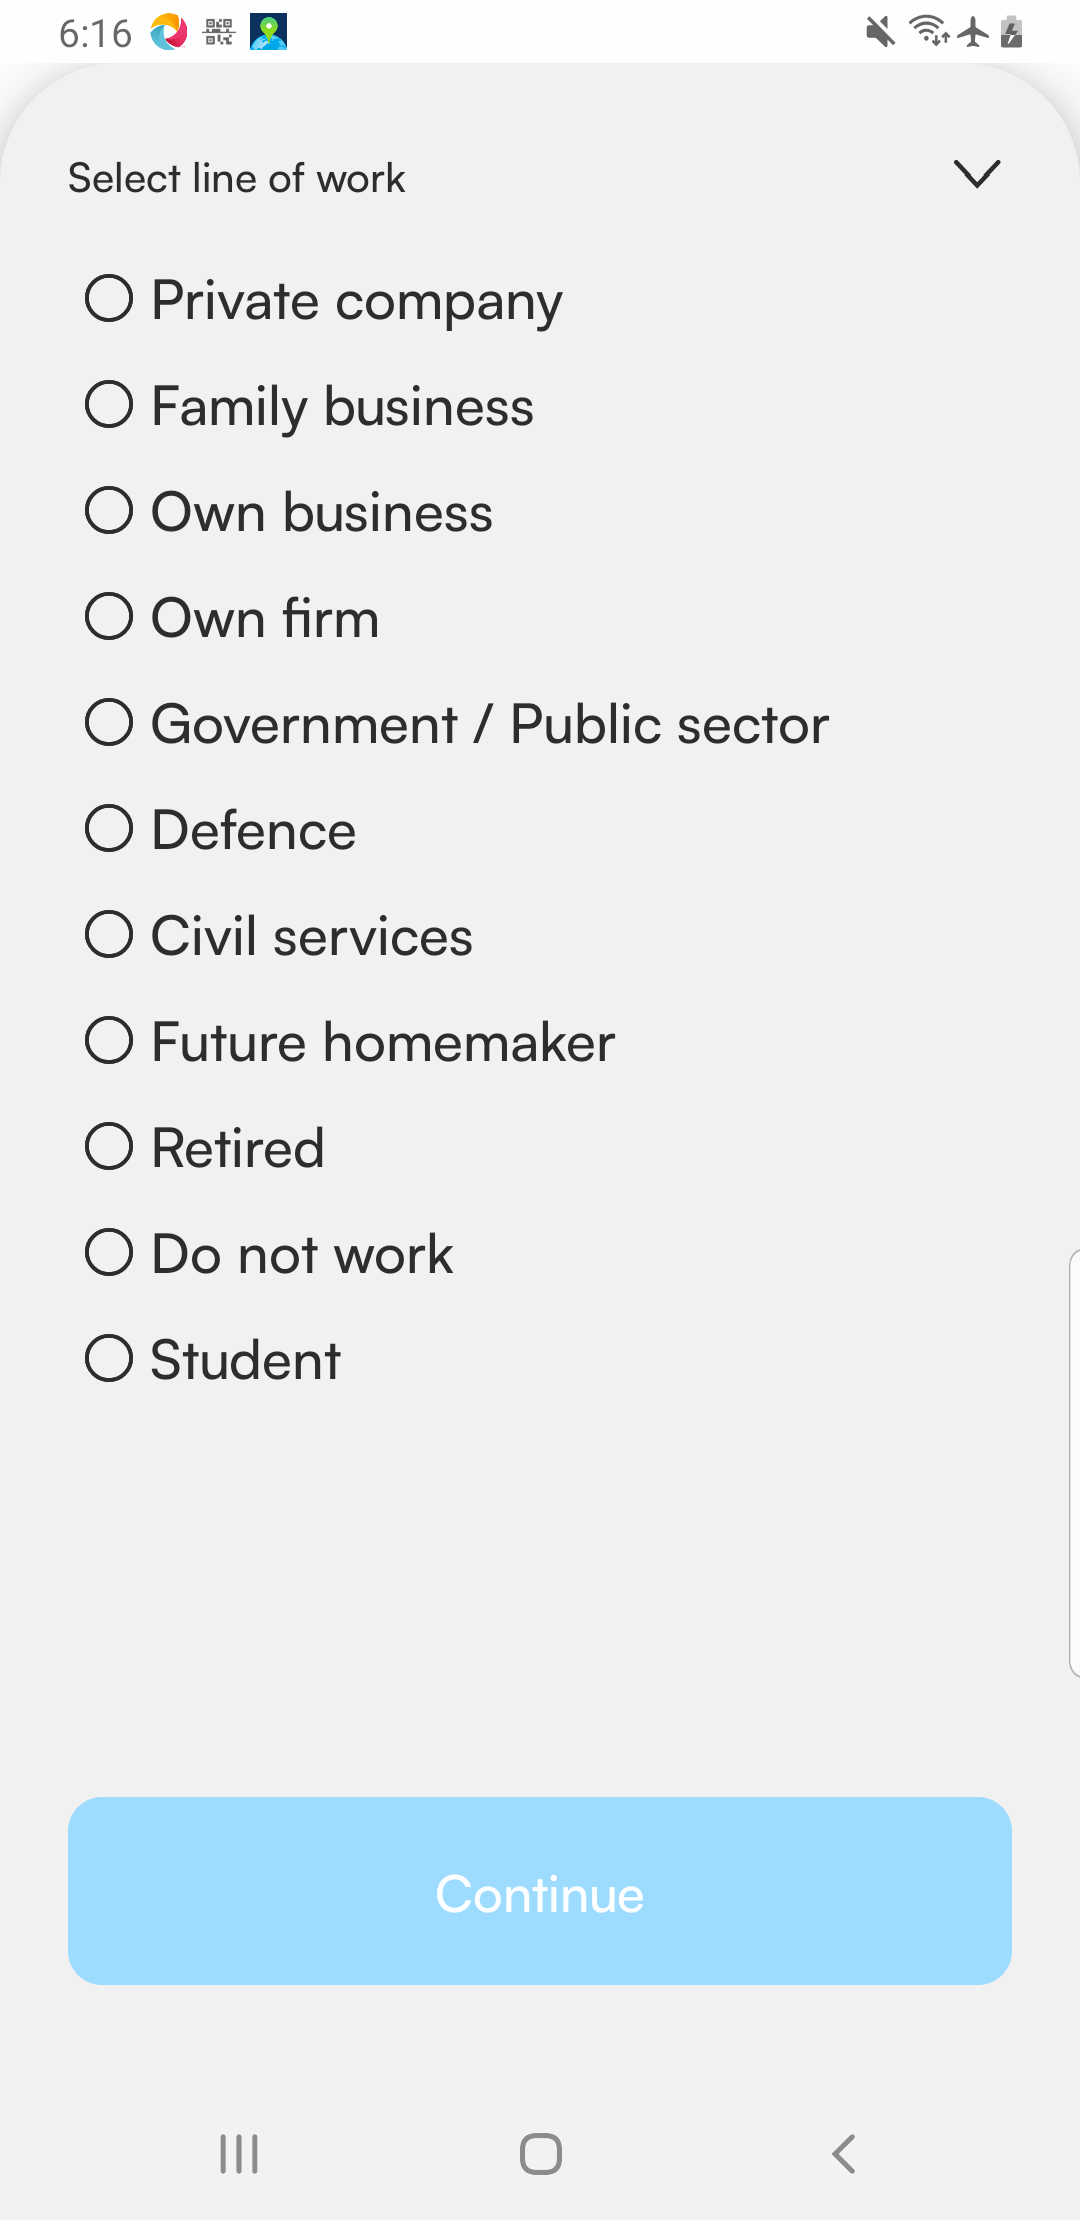 6:16
Select line of work
Private company
Family business
Own business
Own firm
Government / Public sector
Defence
Civil services
Future homemaker
Retired
Do not work
Student
Continue